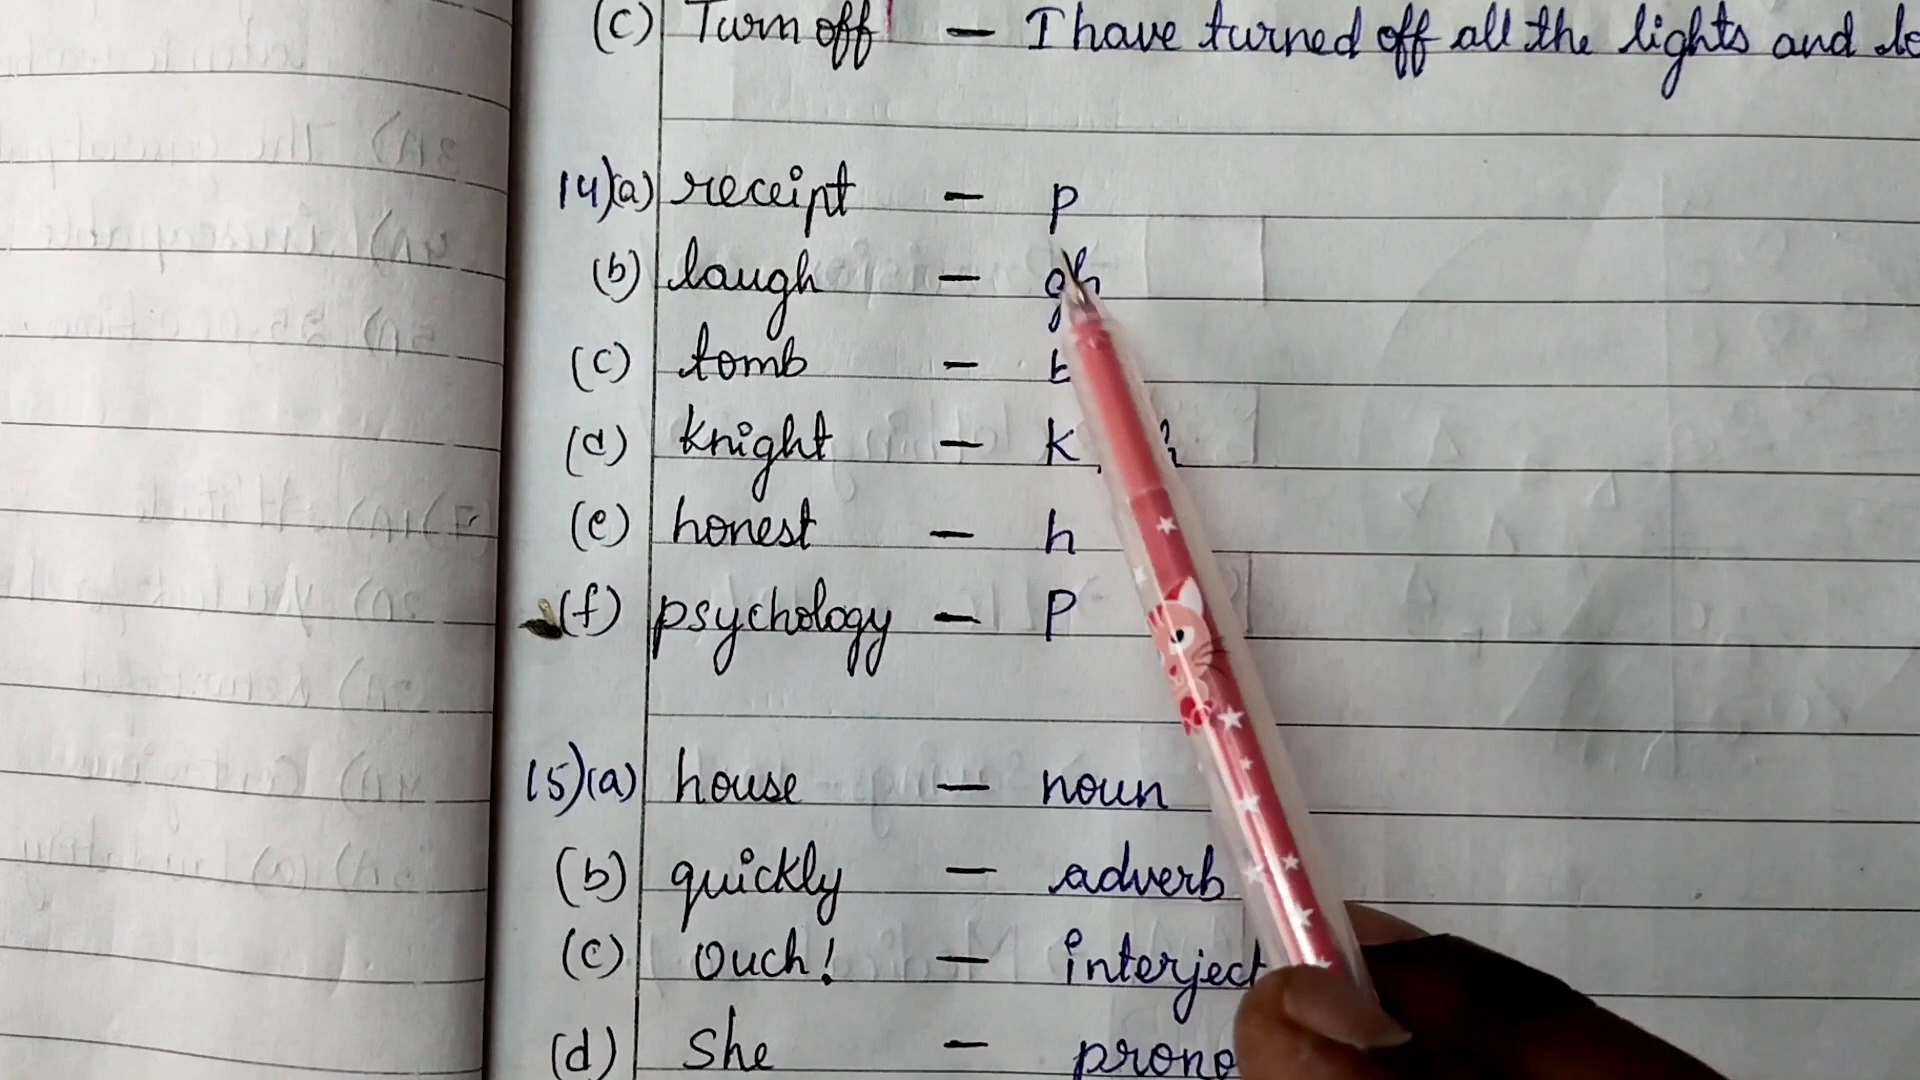 (c) Turn off - I have turned off all the lights and
14)(a) receipt - p
(b) laugh - gh
(c) tomb - b
(d) knight - k,
(e) honest - h
(f) psychology - P
15)(a) house - noun
(b) quickly - adverb
(c) Ouch! - interject
(d) She - prono